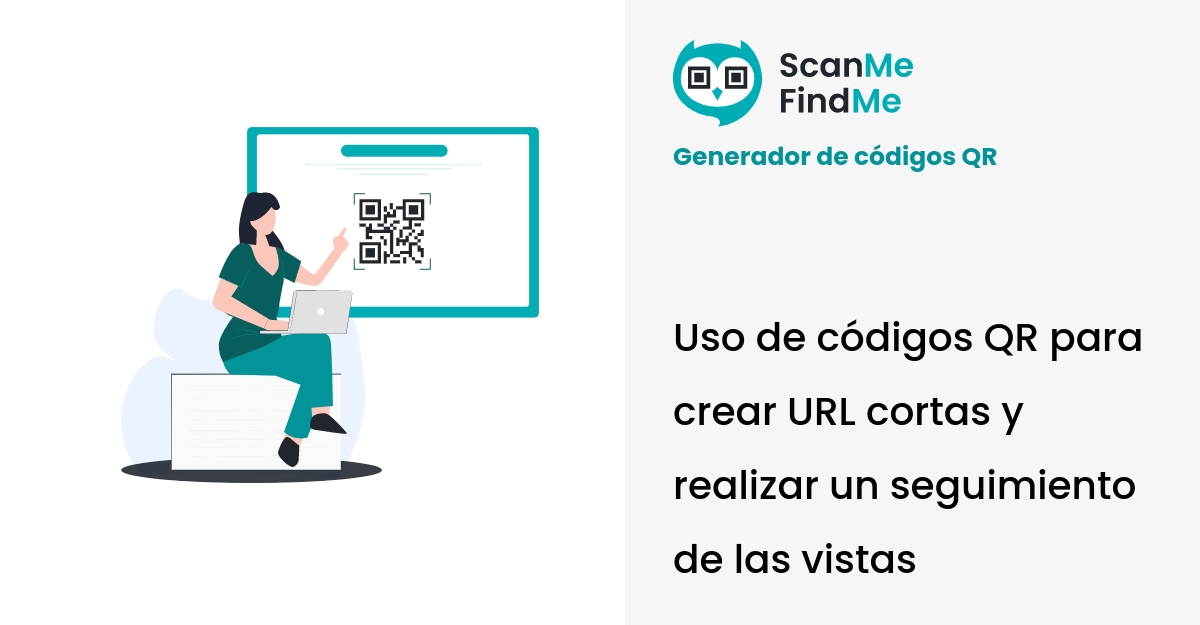 ScanMe
FindMe
Generador de códigos QR
Uso de códigos QR para
crear URL cortas y
realizar un seguimiento
de las vistas